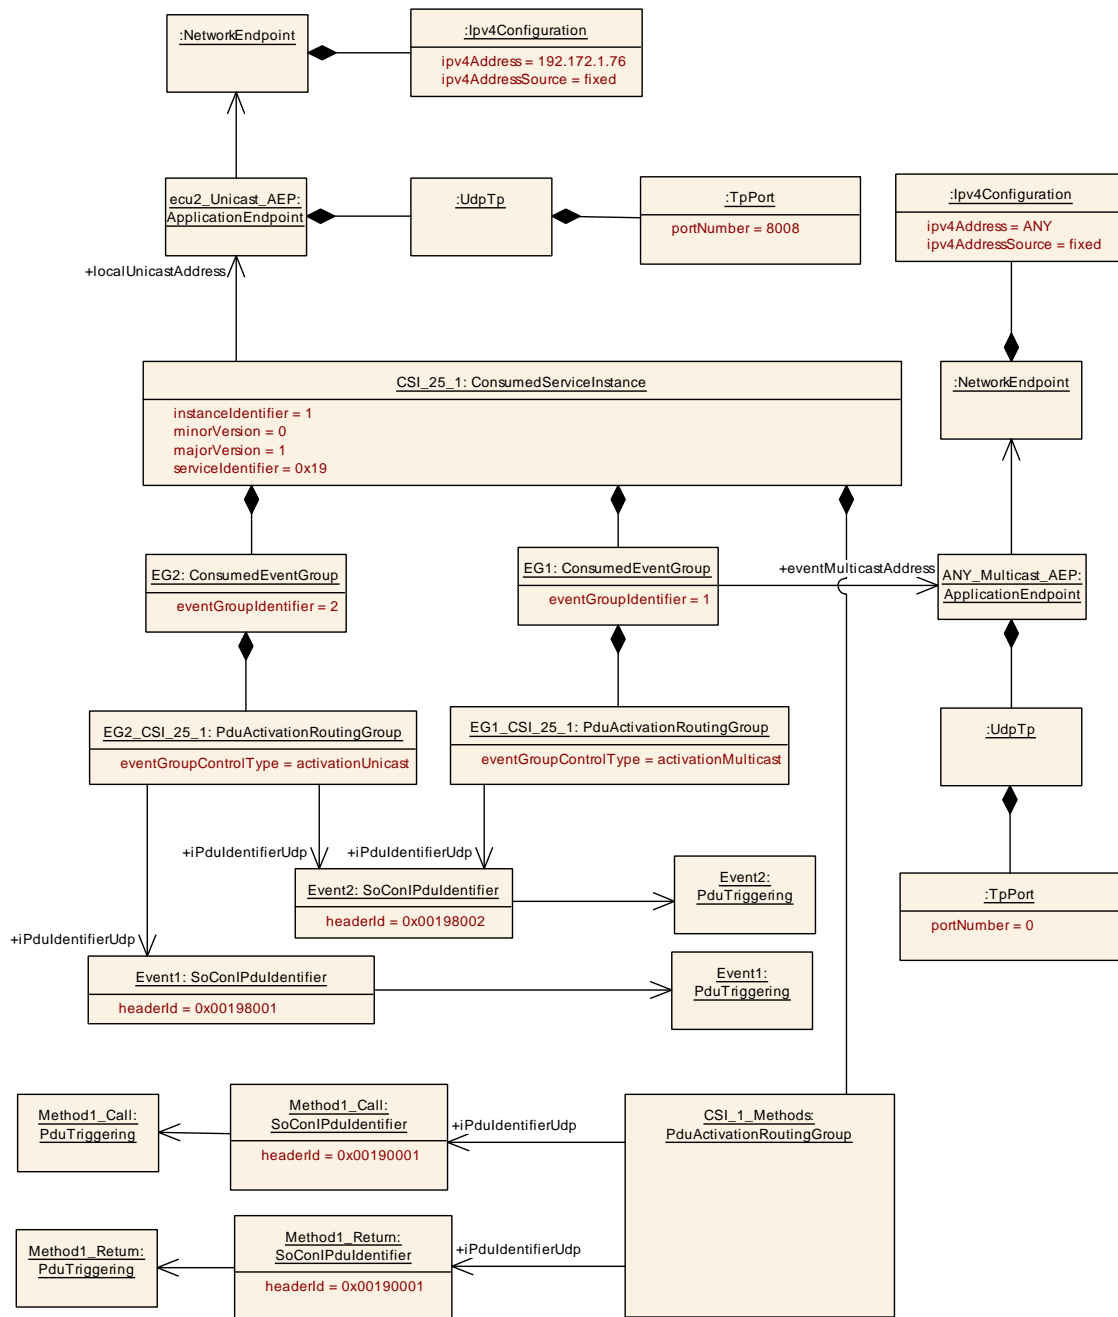 :NetworkEndpoint
:Ipv4Configuration
ipv4Address = 192.172.1.76
ipv4AddressSource = fixed
ecu2_Unicast_AEP:
ApplicationEndpoint
:UdpTp
:TpPort
portNumber = 8008
:Ipv4Configuration
ipv4Address = ANY
ipv4AddressSource = fixed
+localUnicastAddress
CSI_25_1: ConsumedServiceInstance
instanceIdentifier = 1
minorVersion = 0
majorVersion = 1
serviceIdentifier = 0x19
:NetworkEndpoint
EG2: ConsumedEventGroup
eventGroupIdentifier = 2
EG1: ConsumedEventGroup
eventGroupIdentifier = 1
+eventMulticastAddress
ANY_Multicast_AEP:
ApplicationEndpoint
EG2_CSI_25_1: PduActivationRoutingGroup
eventGroupControlType = activationUnicast
EG1_CSI_25_1: PduActivationRoutingGroup
eventGroupControlType = activationMulticast
:UdpTp
+iPduIdentifierUdp
+iPduIdentifierUdp
Event2: SoConIPduIdentifier
headerId = 0x00198002
Event2:
PduTriggering
:TpPort
portNumber = 0
+iPduIdentifierUdp
Event1: SoConIPduIdentifier
headerId = 0x00198001
Event1:
PduTriggering
Method1_Call:
PduTriggering
Method1_Call:
SoConIPduIdentifier
headerId = 0x00190001
+iPduIdentifierUdp
CSI_1_Methods:
PduActivationRoutingGroup
Method1_Return:
PduTriggering
Method1_Return:
SoConIPduIdentifier
headerId = 0x00190001
+iPduIdentifierUdp